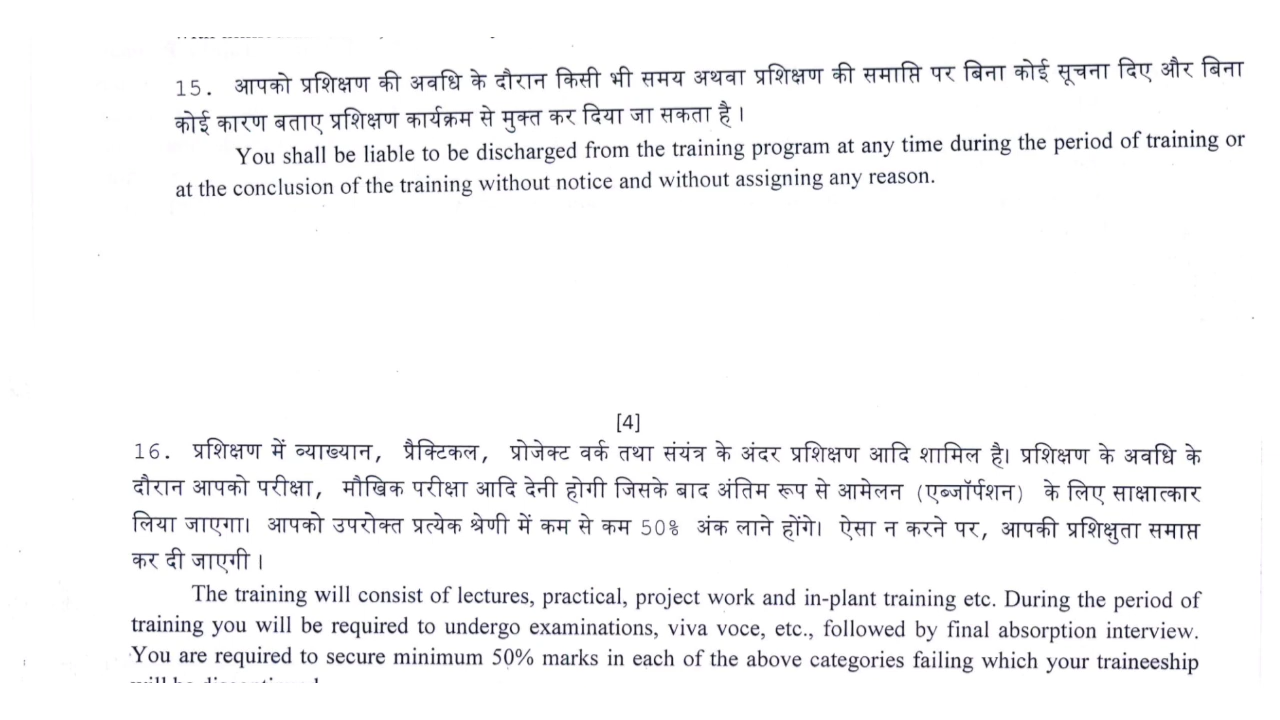 15. आपको प्रशिक्षण की अवधि के दौरान किसी भी समय अथवा प्रशिक्षण की समाप्ति पर बिना कोई सूचना दिए और बिना
कोई कारण बताए प्रशिक्षण कार्यक्रम से मुक्त कर दिया जा सकता है ।
You shall be liable to be discharged from the training program at any time during the period of training or
at the conclusion of the training without notice and without assigning any reason.
[4]
16. प्रशिक्षण में व्याख्यान, प्रैक्टिकल, प्रोजेक्ट वर्क तथा संयंत्र के अंदर प्रशिक्षण आदि शामिल है। प्रशिक्षण के अवधि के
दौरान आपको परीक्षा, मौखिक परीक्षा आदि देनी होगी जिसके बाद अंतिम रूप से आमेलन (एब्जॉर्पशन) के लिए साक्षात्कार
लिया जाएगा। आपको उपरोक्त प्रत्येक श्रेणी में कम से कम 50% अंक लाने होंगे। ऐसा न करने पर, आपकी प्रशिक्षुता समाप्त
कर दी जाएगी ।
The training will consist of lectures, practical, project work and in-plant training etc. During the period of
training you will be required to undergo examinations, viva voce, etc., followed by final absorption interview.
You are required to secure minimum 50% marks in each of the above categories failing which your traineeship